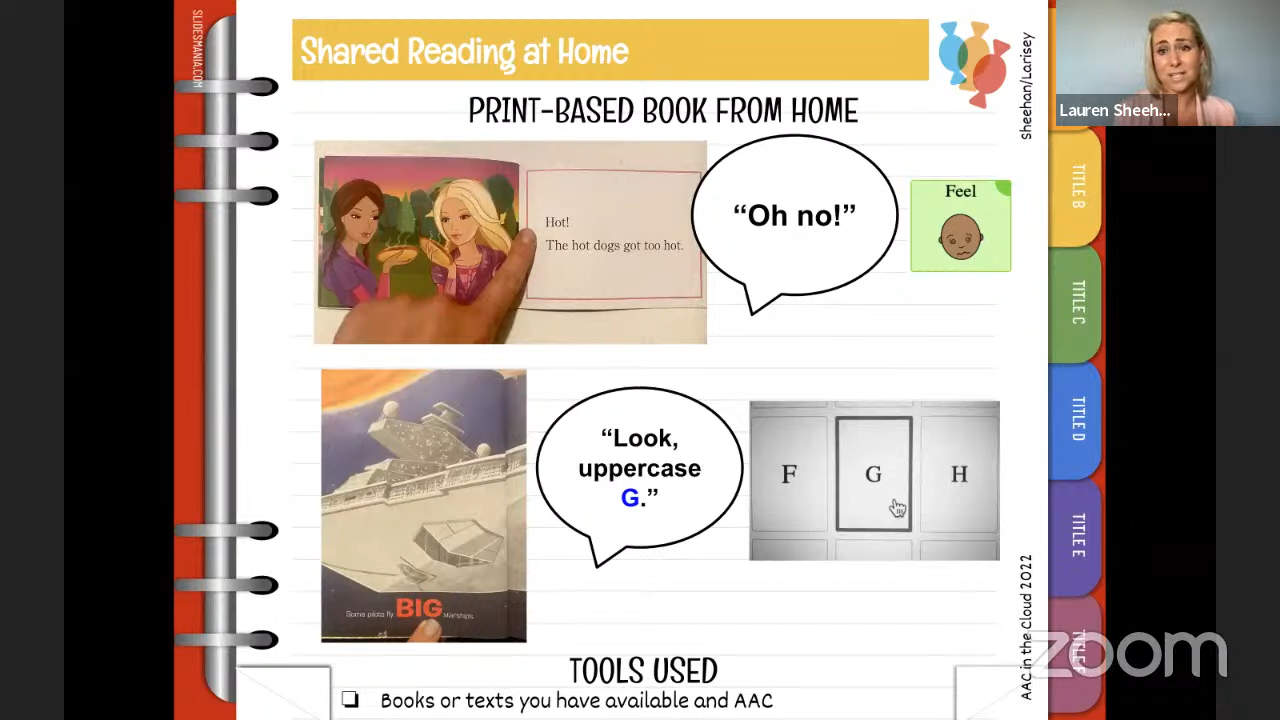 SLIDESMANIA.COM
Shared Reading at Home
Sheehan/Larisey
Lauren Sheeh...
PRINT-BASED BOOK FROM HOME
Hot!
The hot dogs got too hot.
“Oh no!”
Feel
TITLE B
TITLE C
TITLE D
TITLE E
“Look,
uppercase
G.”
F G H
Some pilots fly BIG starships.
AAC in the Cloud 2022
zoom
TOOLS USED
❑ Books or texts you have available and AAC